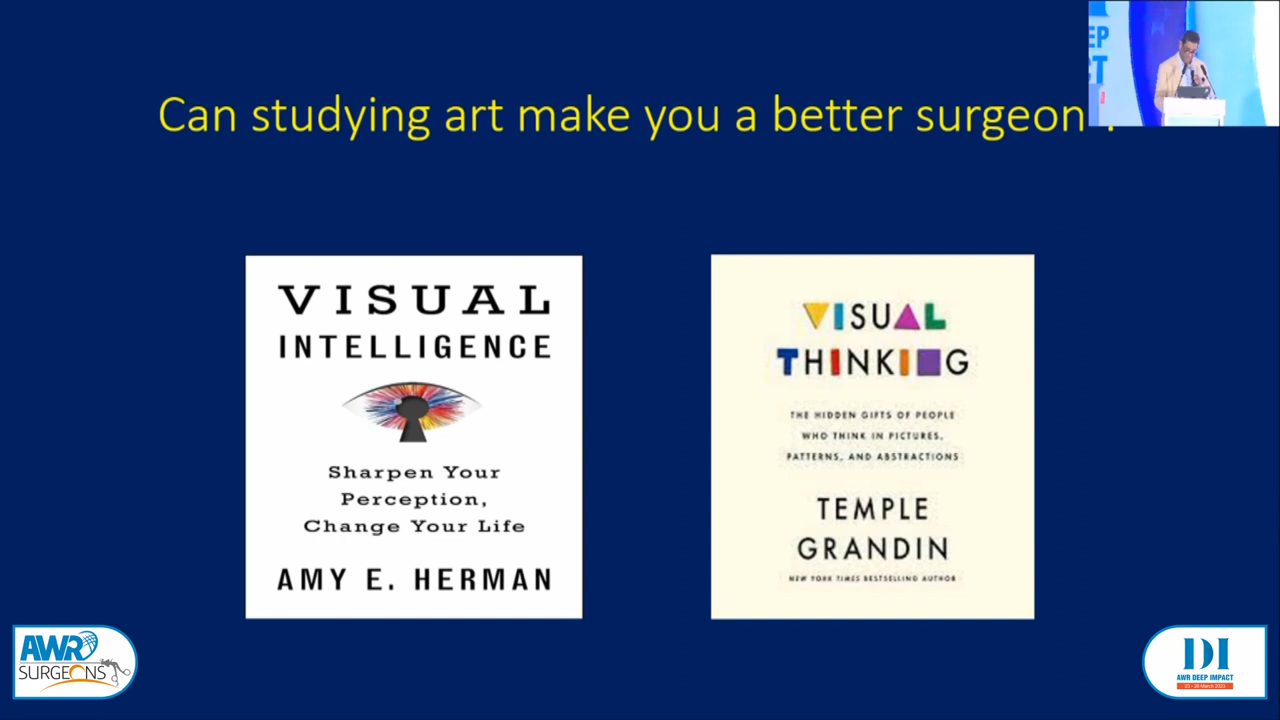 Can studying art make you a better surgeon
EP
CT
VISUAL
INTELLIGENCE
Sharpen Your
Perception,
Change Your Life
AMY E. HERMAN
VISUAL
THINKING
THE HIDDEN GIFTS OF PEOPLE
WHO THINK IN PICTURES,
PATTERNS, AND ABSTRACTIONS
TEMPLE
GRANDIN
NEW YORK TIMES BESTSELLING AUTHOR
AWR
SURGEONS
DI
AWR DEEP IMPACT